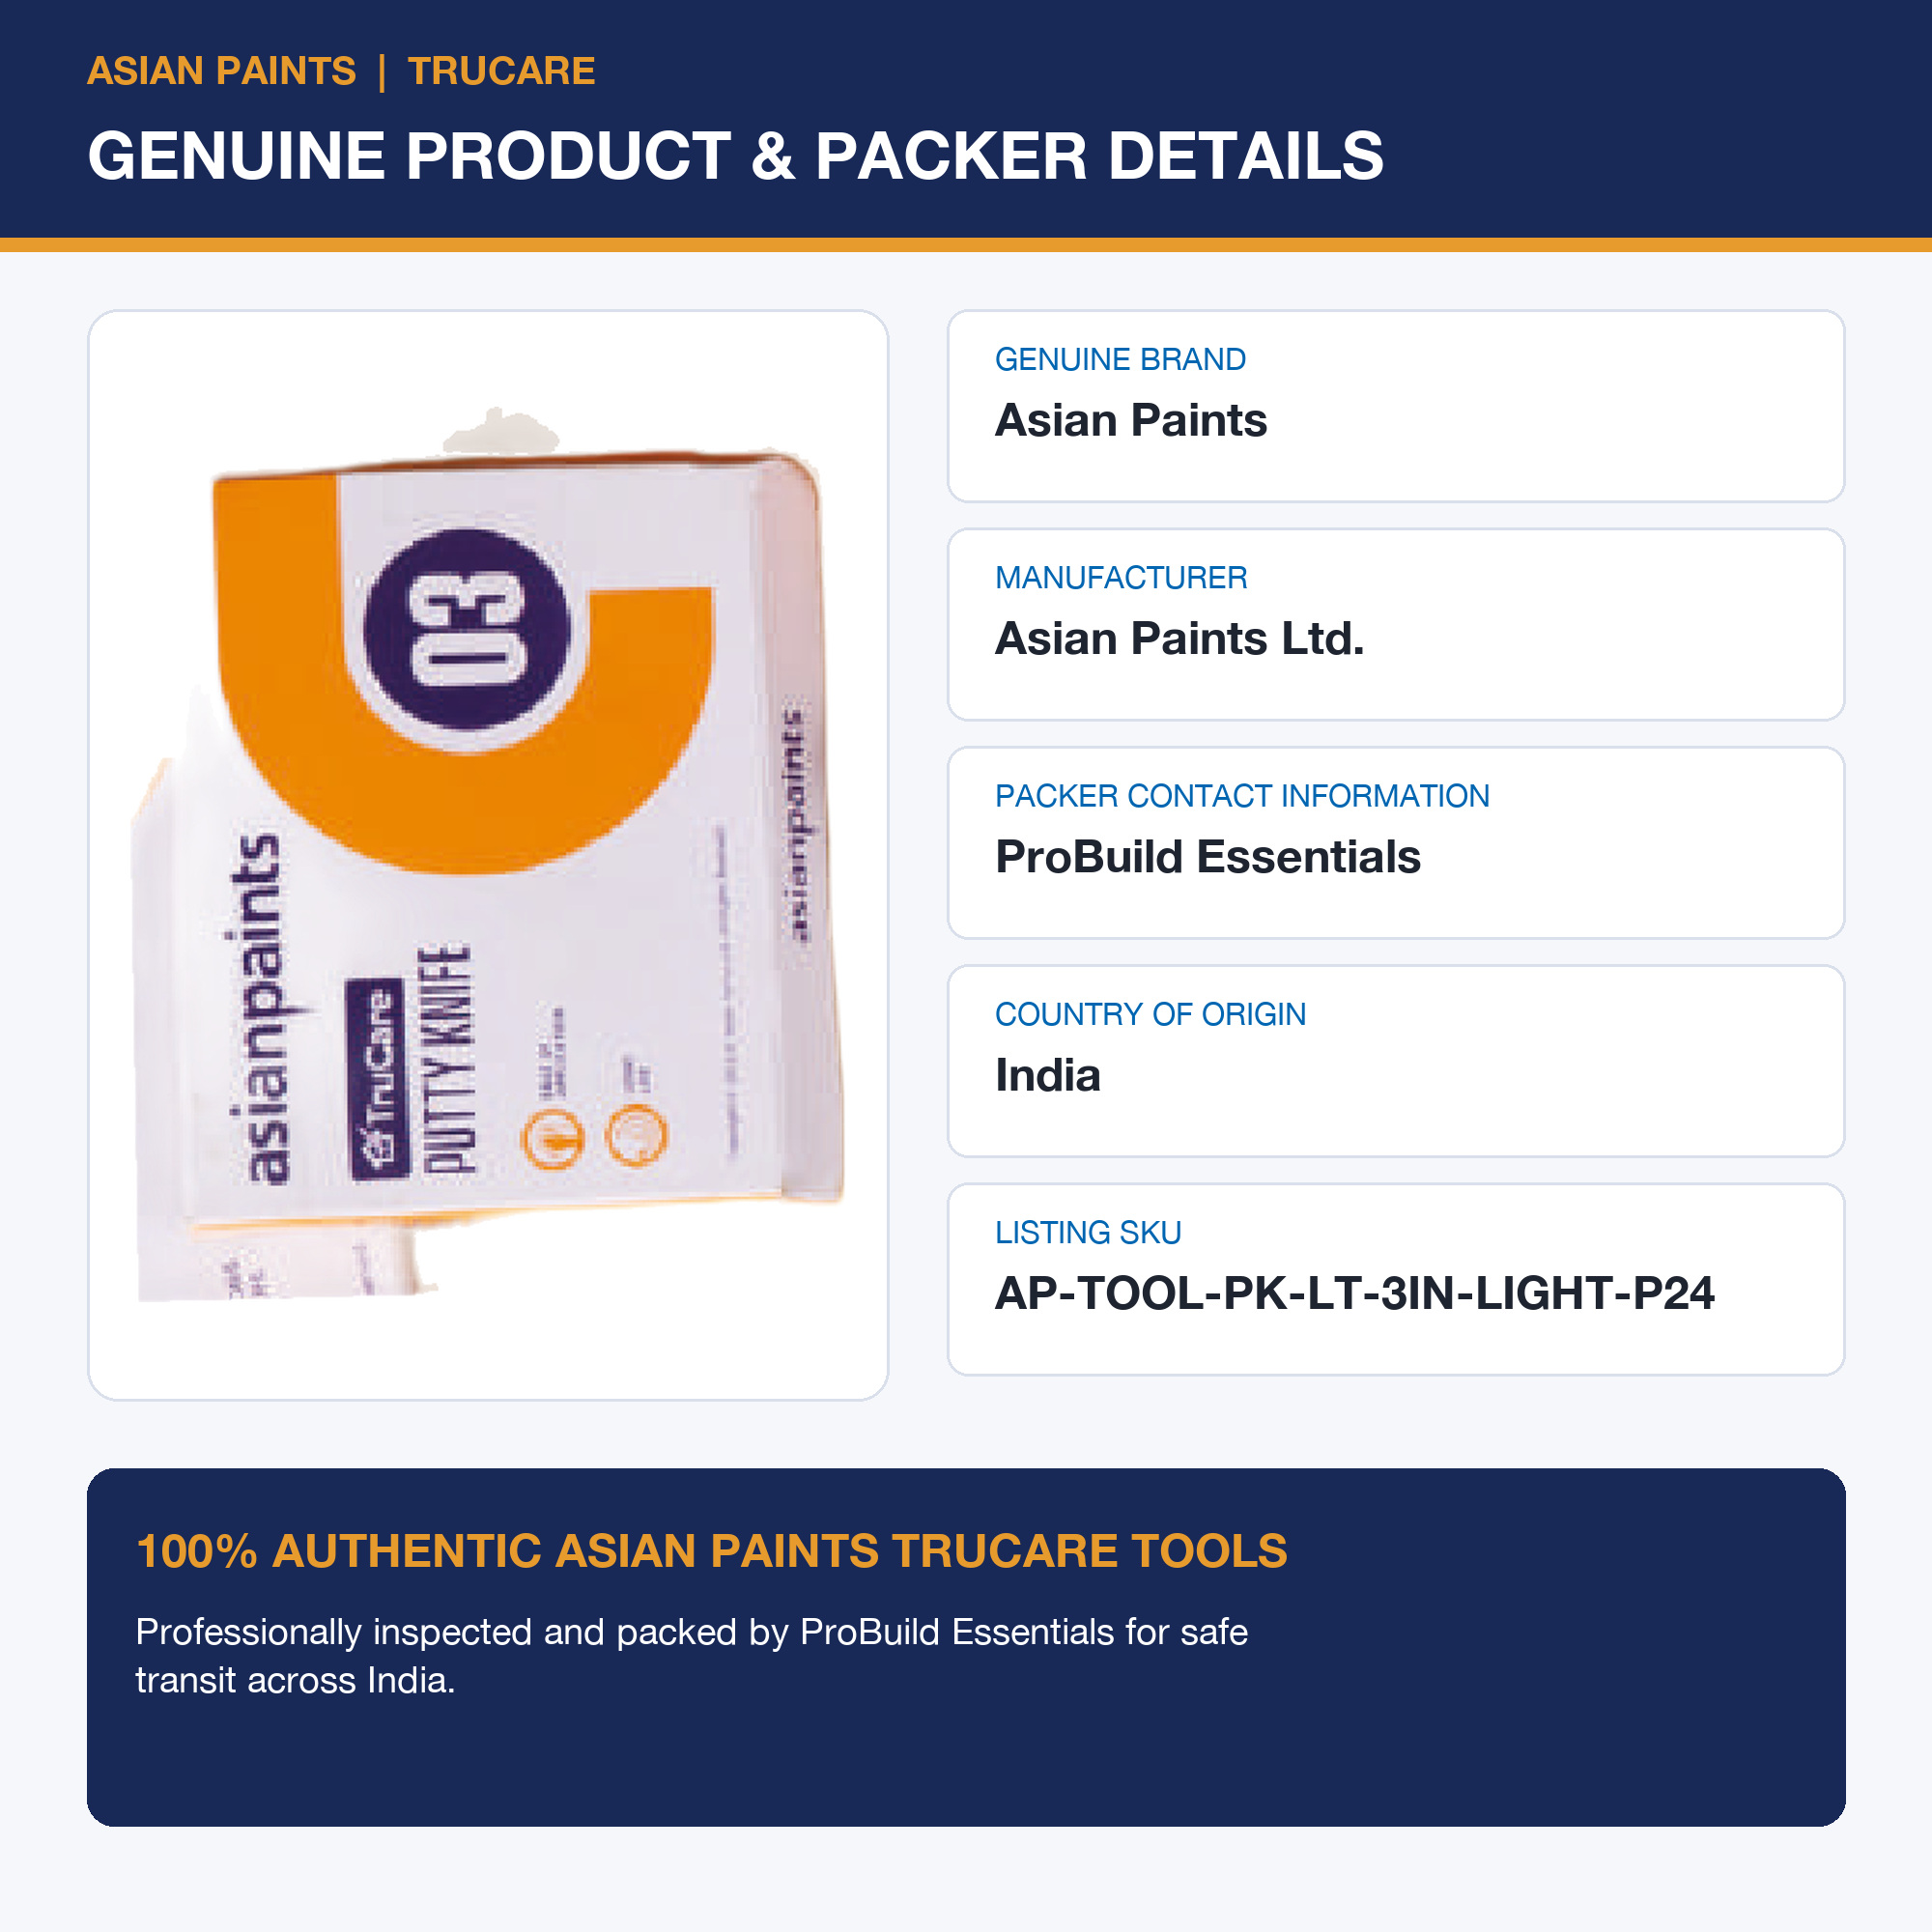 ASIAN PAINTS | TRUCARE
GENUINE PRODUCT & PACKER DETAILS
03
asianpaints
TruCare
PUTTY KNIFE
asianpaints
GENUINE BRAND
Asian Paints
MANUFACTURER
Asian Paints Ltd.
PACKER CONTACT INFORMATION
ProBuild Essentials
COUNTRY OF ORIGIN
India
LISTING SKU
AP-TOOL-PK-LT-3IN-LIGHT-P24
100% AUTHENTIC ASIAN PAINTS TRUCARE TOOLS
Professionally inspected and packed by ProBuild Essentials for safe
transit across India.